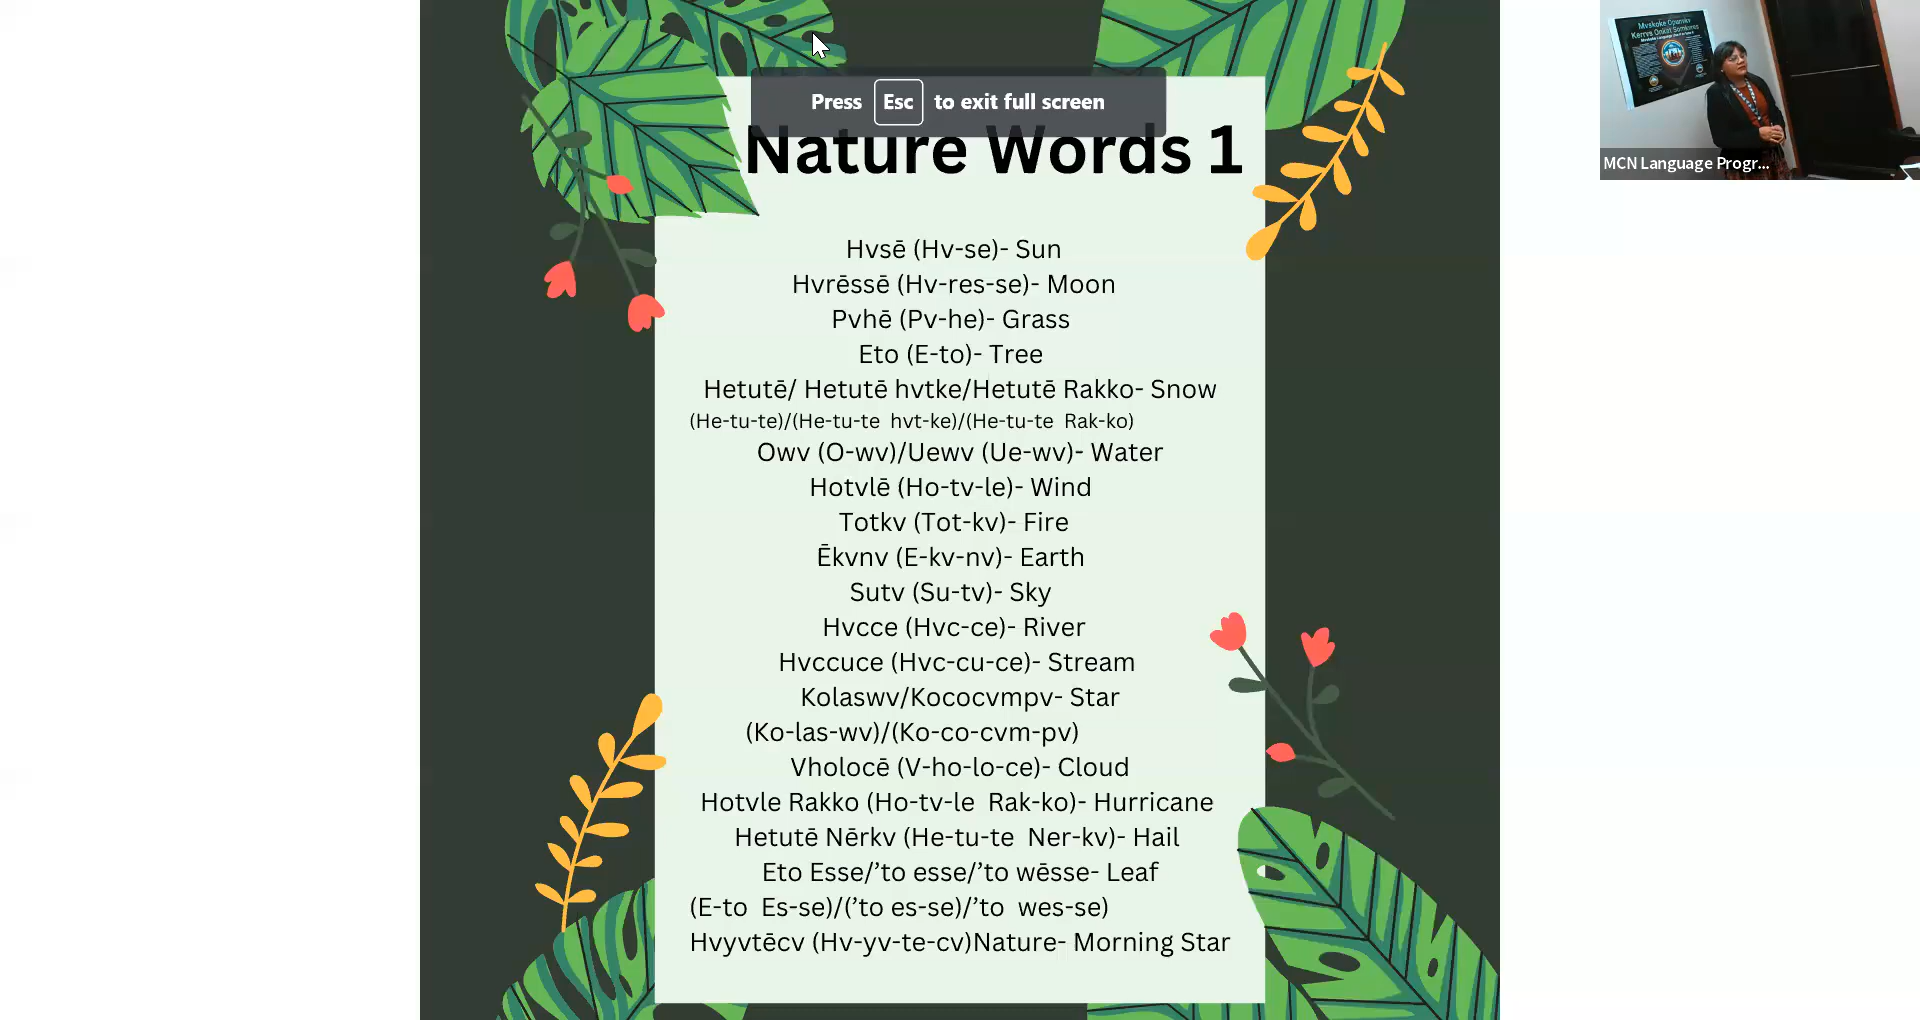 Press Esc to exit full screen
Nature Words 1
Hvsē (Hv-se)- Sun
Hvrēssē (Hv-res-se)- Moon
Pvhē (Pv-he)- Grass
Eto (E-to)- Tree
Hetutē/ Hetutē hvtke/Hetutē Rakko- Snow
(He-tu-te)/(He-tu-te hvt-ke)/(He-tu-te Rak-ko)
Owv (O-wv)/Uewv (Ue-wv)- Water
Hotvlē (Ho-tv-le)- Wind
Totkv (Tot-kv)- Fire
Ēkvnv (E-kv-nv)- Earth
Sutv (Su-tv)- Sky
Hvcce (Hvc-ce)- River
Hvccuce (Hvc-cu-ce)- Stream
Kolaswv/Kococvmpv- Star
(Ko-las-wv)/(Ko-co-cvm-pv)
Vholocē (V-ho-lo-ce)- Cloud
Hotvle Rakko (Ho-tv-le Rak-ko)- Hurricane
Hetutē Nērkv (He-tu-te Ner-kv)- Hail
Eto Esse/’to esse/’to wēsse- Leaf
(E-to Es-se)/(’to es-se)/’to wes-se)
Hvyvtēcv (Hv-yv-te-cv)Nature- Morning Star
Mvskoke Opunvkv
Kerrvs Onkot Somkeres
MCN Language Progr...